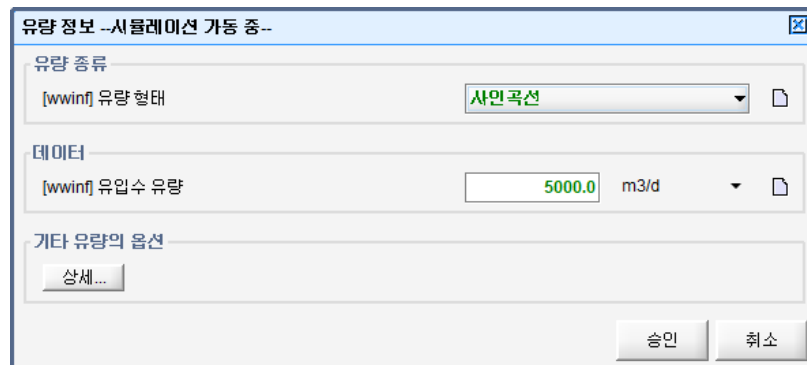 유량 정보 --시뮬레이션 가동 중--
유량 종류
[wwinf] 유량 형태 사인곡선
데이터
[wwinf] 유입수 유량 5000.0 m3/d
기타 유량의 옵션
상세...
승인 취소